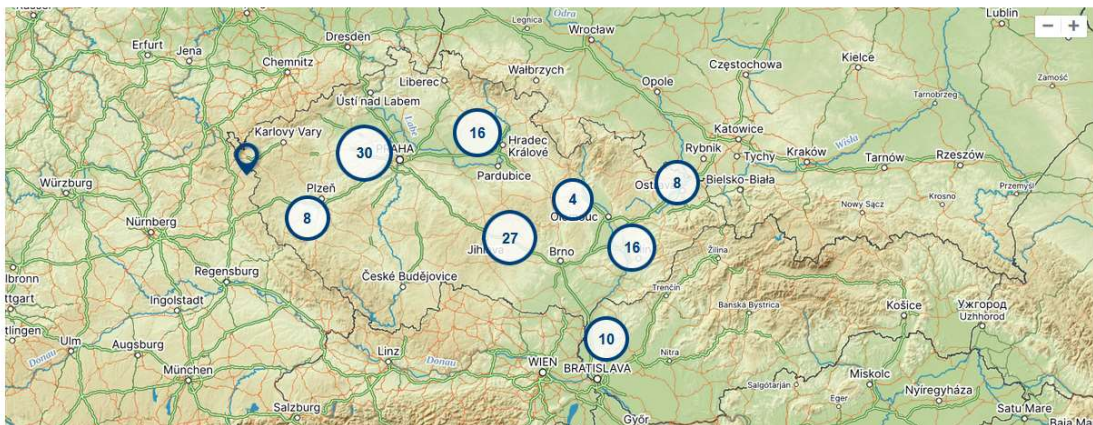 Lublin
Legnica
Odra
Wrocław
− +
Erfurt
Jena
Dresden
Chemnitz
Wałbrzych
Opole
Częstochowa
Kielce
Zamość
Liberec
Ústí nad Labem
Labe
Tarnobrzeg
Karlovy Vary
30
PRAHA
16
Hradec
Králové
Pardubice
Katowice
Rybnik
Tychy
Kraków
Wisła
Tarnów
Rzeszów
Würzburg
Plzeň
8
4
8
Bielsko-Biała
Krosno
Przemyśl
Nürnberg
27
Jihlava
Brno
16
Nowy Sącz
Žilina
Regensburg
České Budějovice
Trenčín
Banská Bystrica
Košice
Ужгород
Uzhhorod
Ingolstadt
10
Nitra
Ulm
Donau
Augsburg
München
Linz
Donau
WIEN
BRATISLAVA
Salgótarján
Miskolc
Eger
Nyíregyháza
Salzburg
Győr
Satu Mare